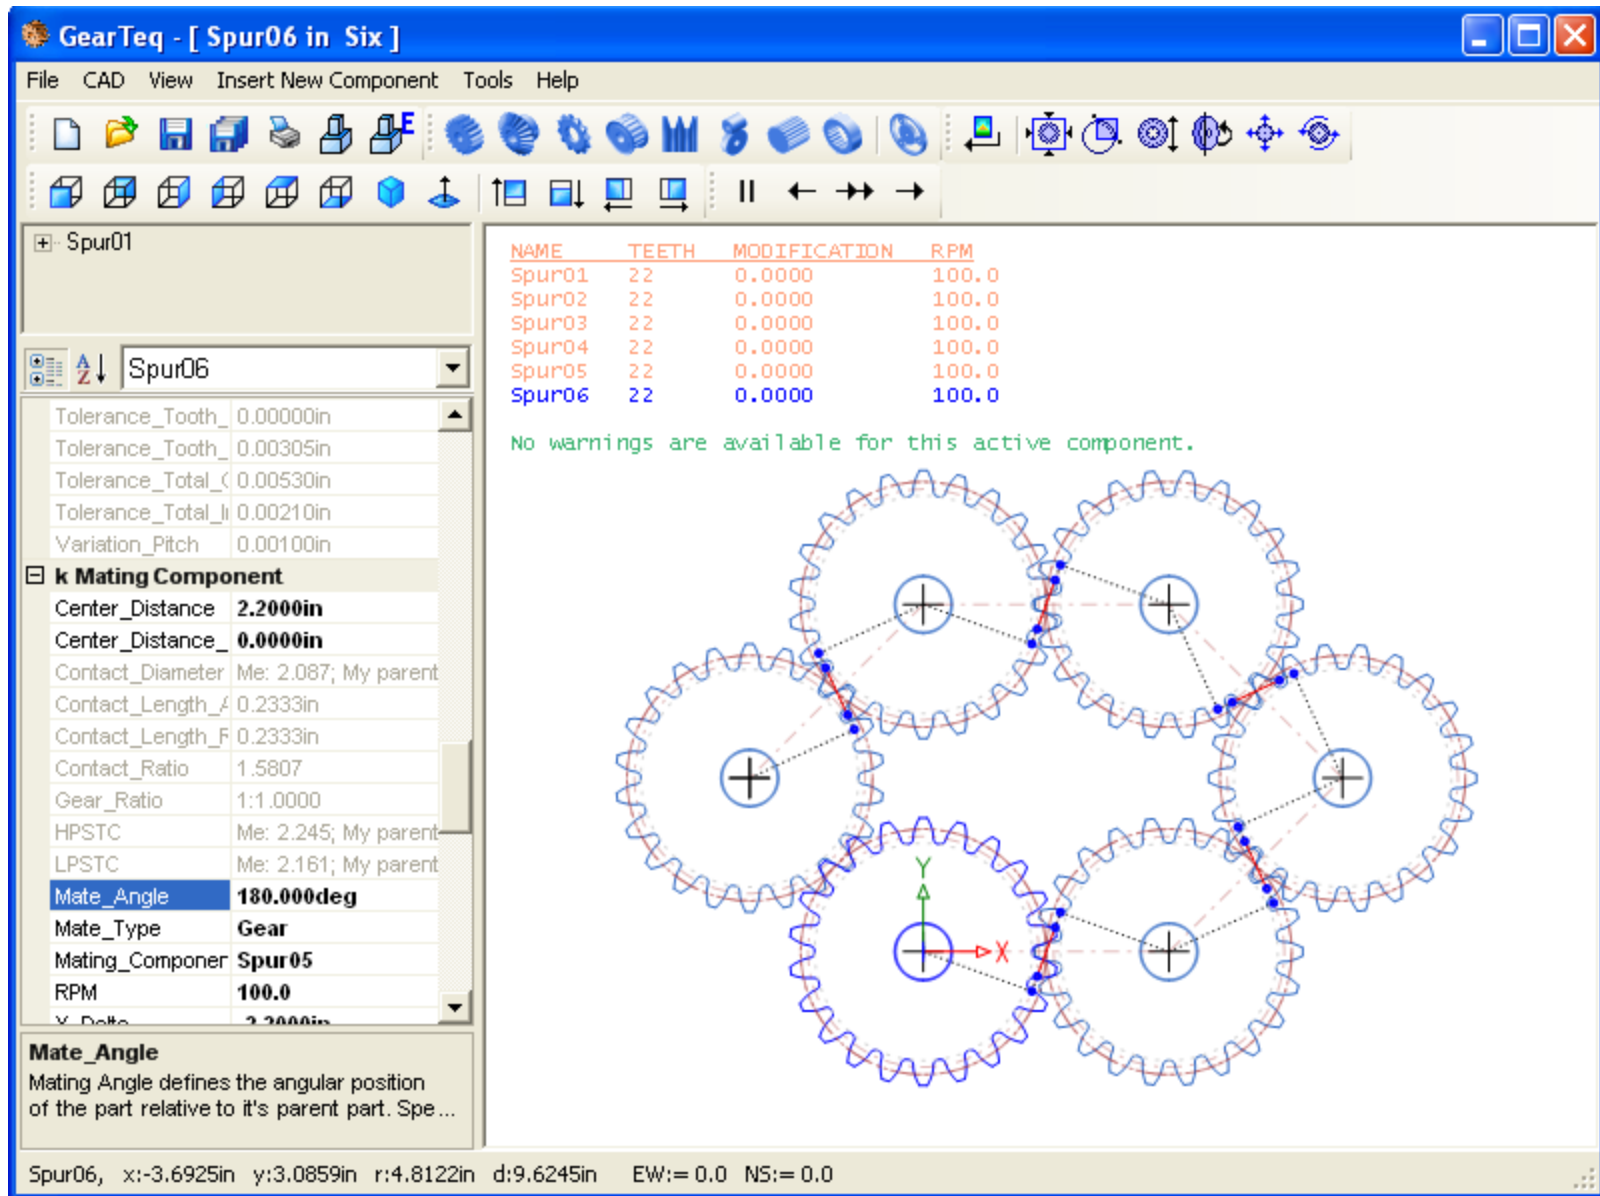 GearTeq - [ Spur06 in  Six ]
File CAD View Insert New Component Tools Help
E
Spur01
A
Z
Spur06
Tolerance_Tooth_ 0.00000in
Tolerance_Tooth_ 0.00305in
Tolerance_Total_( 0.00530in
Tolerance_Total_I 0.00210in
Variation_Pitch 0.00100in
k Mating Component
Center_Distance 2.2000in
Center_Distance_ 0.0000in
Contact_Diameter Me: 2.087; My parent
Contact_Length_A 0.2333in
Contact_Length_F 0.2333in
Contact_Ratio 1.5807
Gear_Ratio 1:1.0000
HPSTC Me: 2.245; My parent
LPSTC Me: 2.161; My parent
Mate_Angle 180.000deg
Mate_Type Gear
Mating_Componer Spur05
RPM 100.0
Mate_Angle
Mating Angle defines the angular position
of the part relative to it's parent part. Spe...
NAME TEETH MODIFICATION RPM
Spur01 22 0.0000 100.0
Spur02 22 0.0000 100.0
Spur03 22 0.0000 100.0
Spur04 22 0.0000 100.0
Spur05 22 0.0000 100.0
Spur06 22 0.0000 100.0
No warnings are available for this active component.
Y
X
Spur06, x:-3.6925in y:3.0859in r:4.8122in d:9.6245in EW:= 0.0 NS:= 0.0